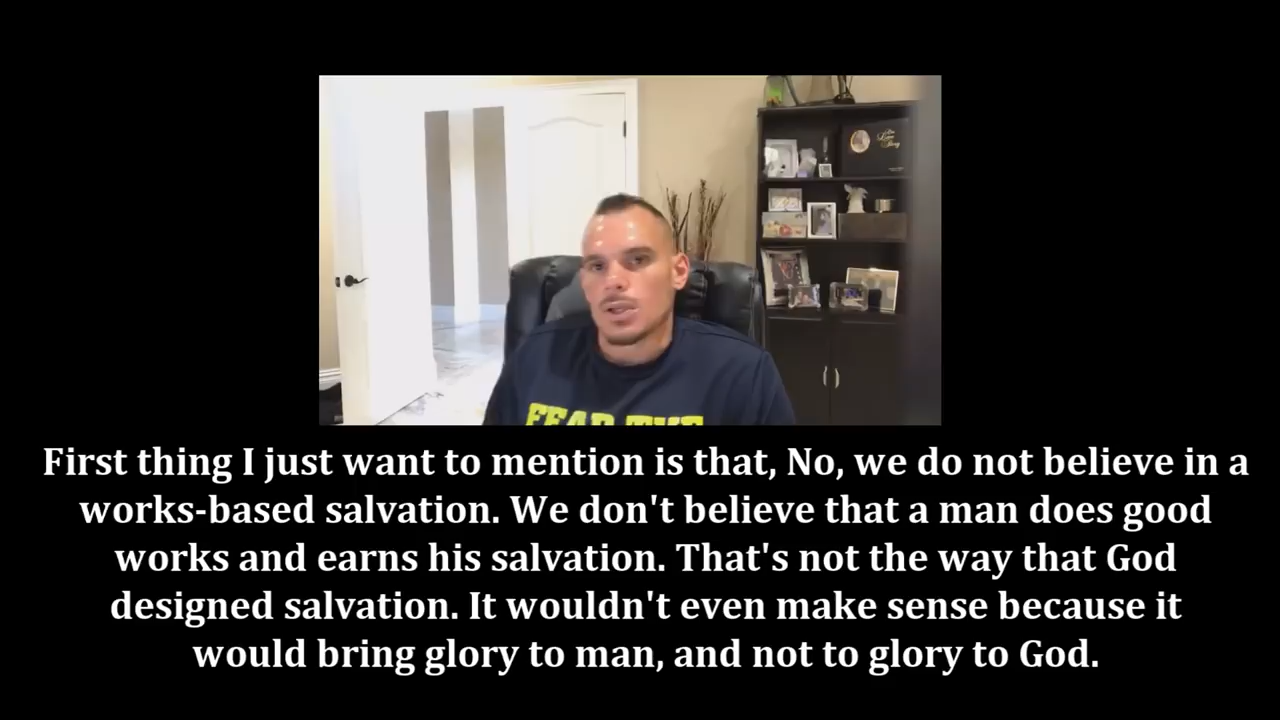 FEAR THE
First thing I just want to mention is that, No, we do not believe in a
works-based salvation. We don't believe that a man does good
works and earns his salvation. That's not the way that God
designed salvation. It wouldn't even make sense because it
would bring glory to man, and not to glory to God.